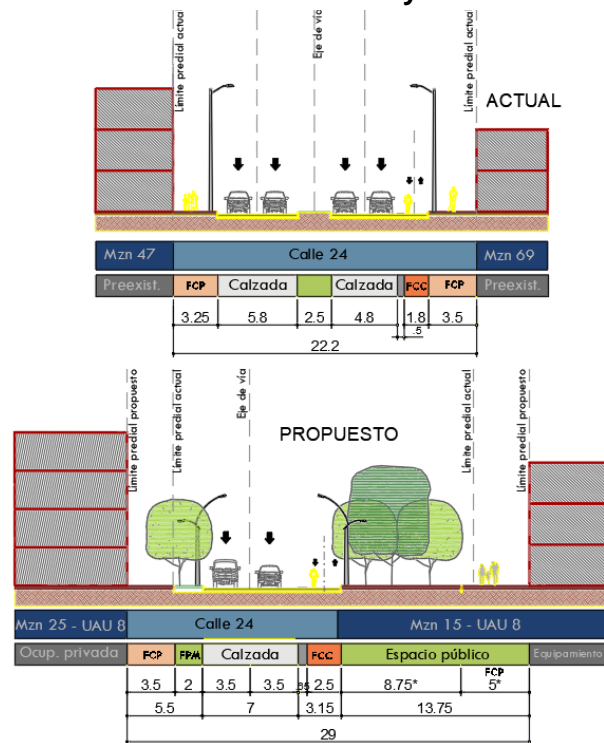 Límite predial actual
Eje de vía
Límite predial actual
ACTUAL
Mzn 47
Calle 24
Mzn 69
Preexist.
FCP
Calzada
Calzada
FCC
FCP
Preexist.
3.25
5.8
2.5
4.8
1.8
3.5
.5
22.2
Límite predial propuesto
Límite predial actual
Eje de vía
PROPUESTO
Límite predial actual
Límite predial propuesto
Mzn 25 - UAU 8
Calle 24
Mzn 15 - UAU 8
Ocup. privada
FCP
FPM
Calzada
FCC
Espacio público
Equipamiento
FCP
3.5
2
3.5
3.5
2.5
8.75*
5*
5.5
7
3.15
13.75
29